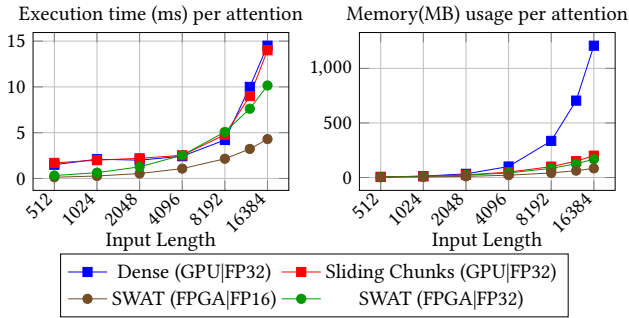 Execution time (ms) per attention
15
10
5
0
512
1024
2048
4096
8192
16384
Input Length
Memory(MB) usage per attention
1,000
500
0
512
1024
2048
4096
8192
16384
Input Length
Dense (GPU|FP32)
Sliding Chunks (GPU|FP32)
SWAT (FPGA|FP16)
SWAT (FPGA|FP32)